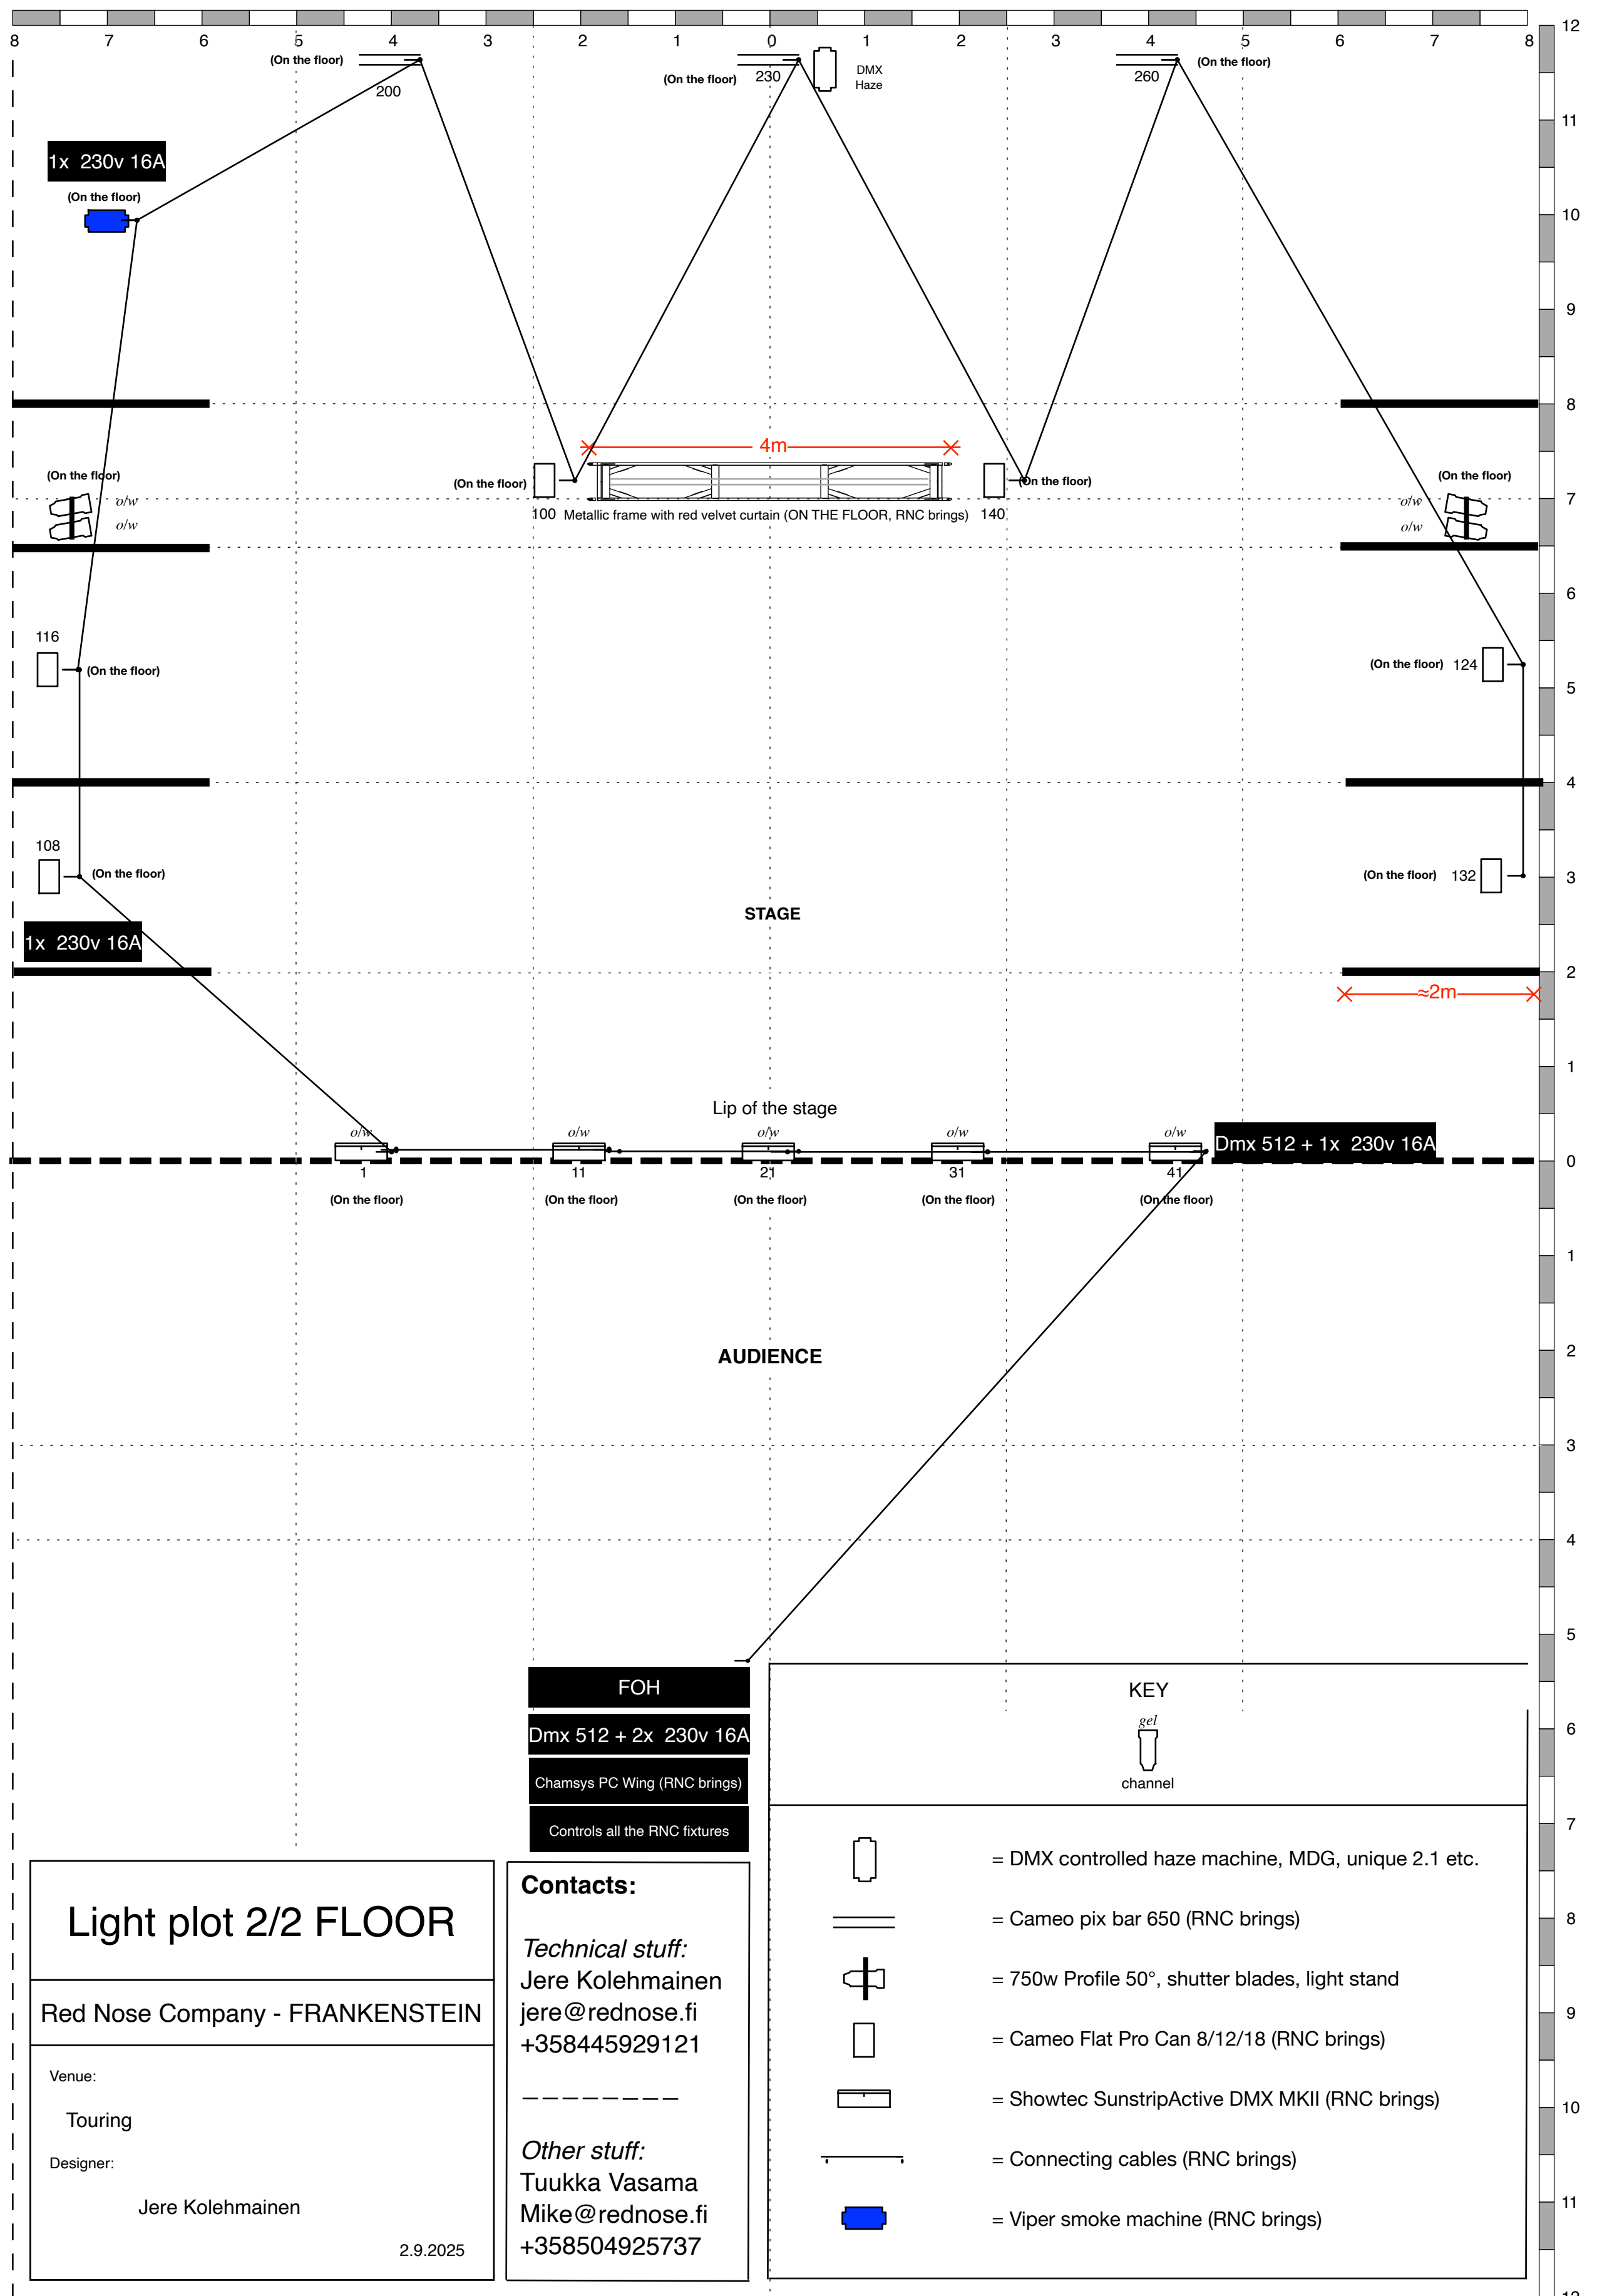 8 7 6 5 4 3 2 1 0 1 2 3 4 5 6 7 8
12
(On the floor) (On the floor) 230 DMX 260 (On the floor)
200 Haze
11
1x 230v 16A
(On the floor)
10
9
8
4m
(On the floor) (On the floor) (On the floor) (On the floor)
o/w o/w 7
100 Metallic frame with red velvet curtain (ON THE FLOOR, RNC brings) 140
o/w o/w
6
116
(On the floor) (On the floor) 124
5
4
108
(On the floor) (On the floor) 132 3
STAGE
1x 230v 16A
2
≈2m
1
Lip of the stage
o/w o/w o/w o/w o/w Dmx 512 + 1x 230v 16A
0
1 11 21 31 41
(On the floor) (On the floor) (On the floor) (On the floor) (On the floor)
1
AUDIENCE
2
3
4
5
FOH
Dmx 512 + 2x 230v 16A
Chamsys PC Wing (RNC brings)
Controls all the RNC fixtures
KEY
gel
channel
6
7
= DMX controlled haze machine, MDG, unique 2.1 etc.
= Cameo pix bar 650 (RNC brings)
8
= 750w Profile 50°, shutter blades, light stand
9
= Cameo Flat Pro Can 8/12/18 (RNC brings)
= Showtec SunstripActive DMX MKII (RNC brings)
10
= Connecting cables (RNC brings)
11
= Viper smoke machine (RNC brings)
Light plot 2/2 FLOOR
Red Nose Company - FRANKENSTEIN
Venue:
Touring
Designer:
Jere Kolehmainen
2.9.2025
Contacts:
Technical stuff:
Jere Kolehmainen
jere@rednose.fi
+358445929121
Other stuff:
Tuukka Vasama
Mike@rednose.fi
+358504925737